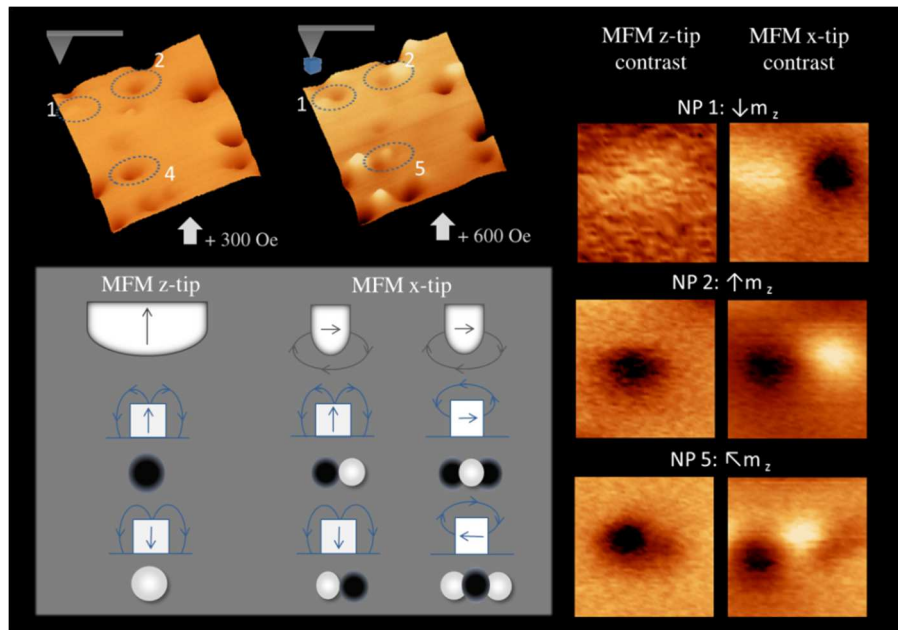 2
1
4
+ 300 Oe
2
1
5
+ 600 Oe
MFM z-tip
MFM x-tip
MFM z-tip contrast
MFM x-tip contrast
NP 1: ↓m z
NP 2: ↑m z
NP 5: ↖m z